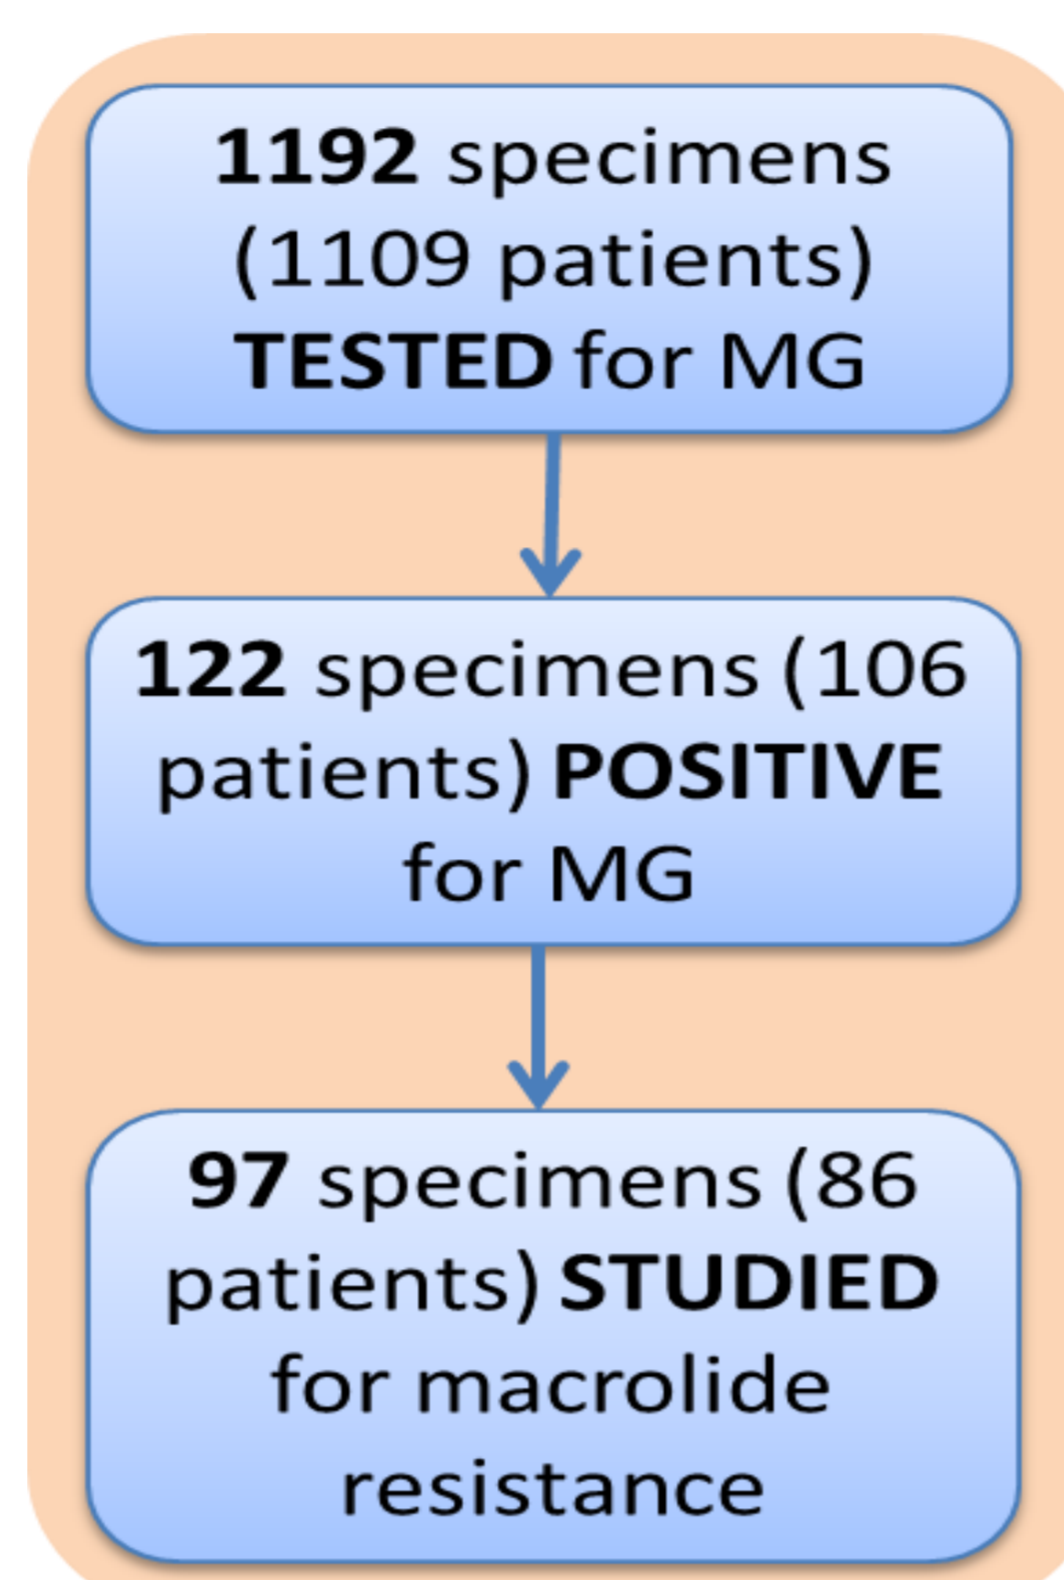 1192 specimens
(1109 patients)
TESTED for MG
122 specimens (106
patients) POSITIVE
for MG
97 specimens (86
patients) STUDIED
for macrolide
resistance